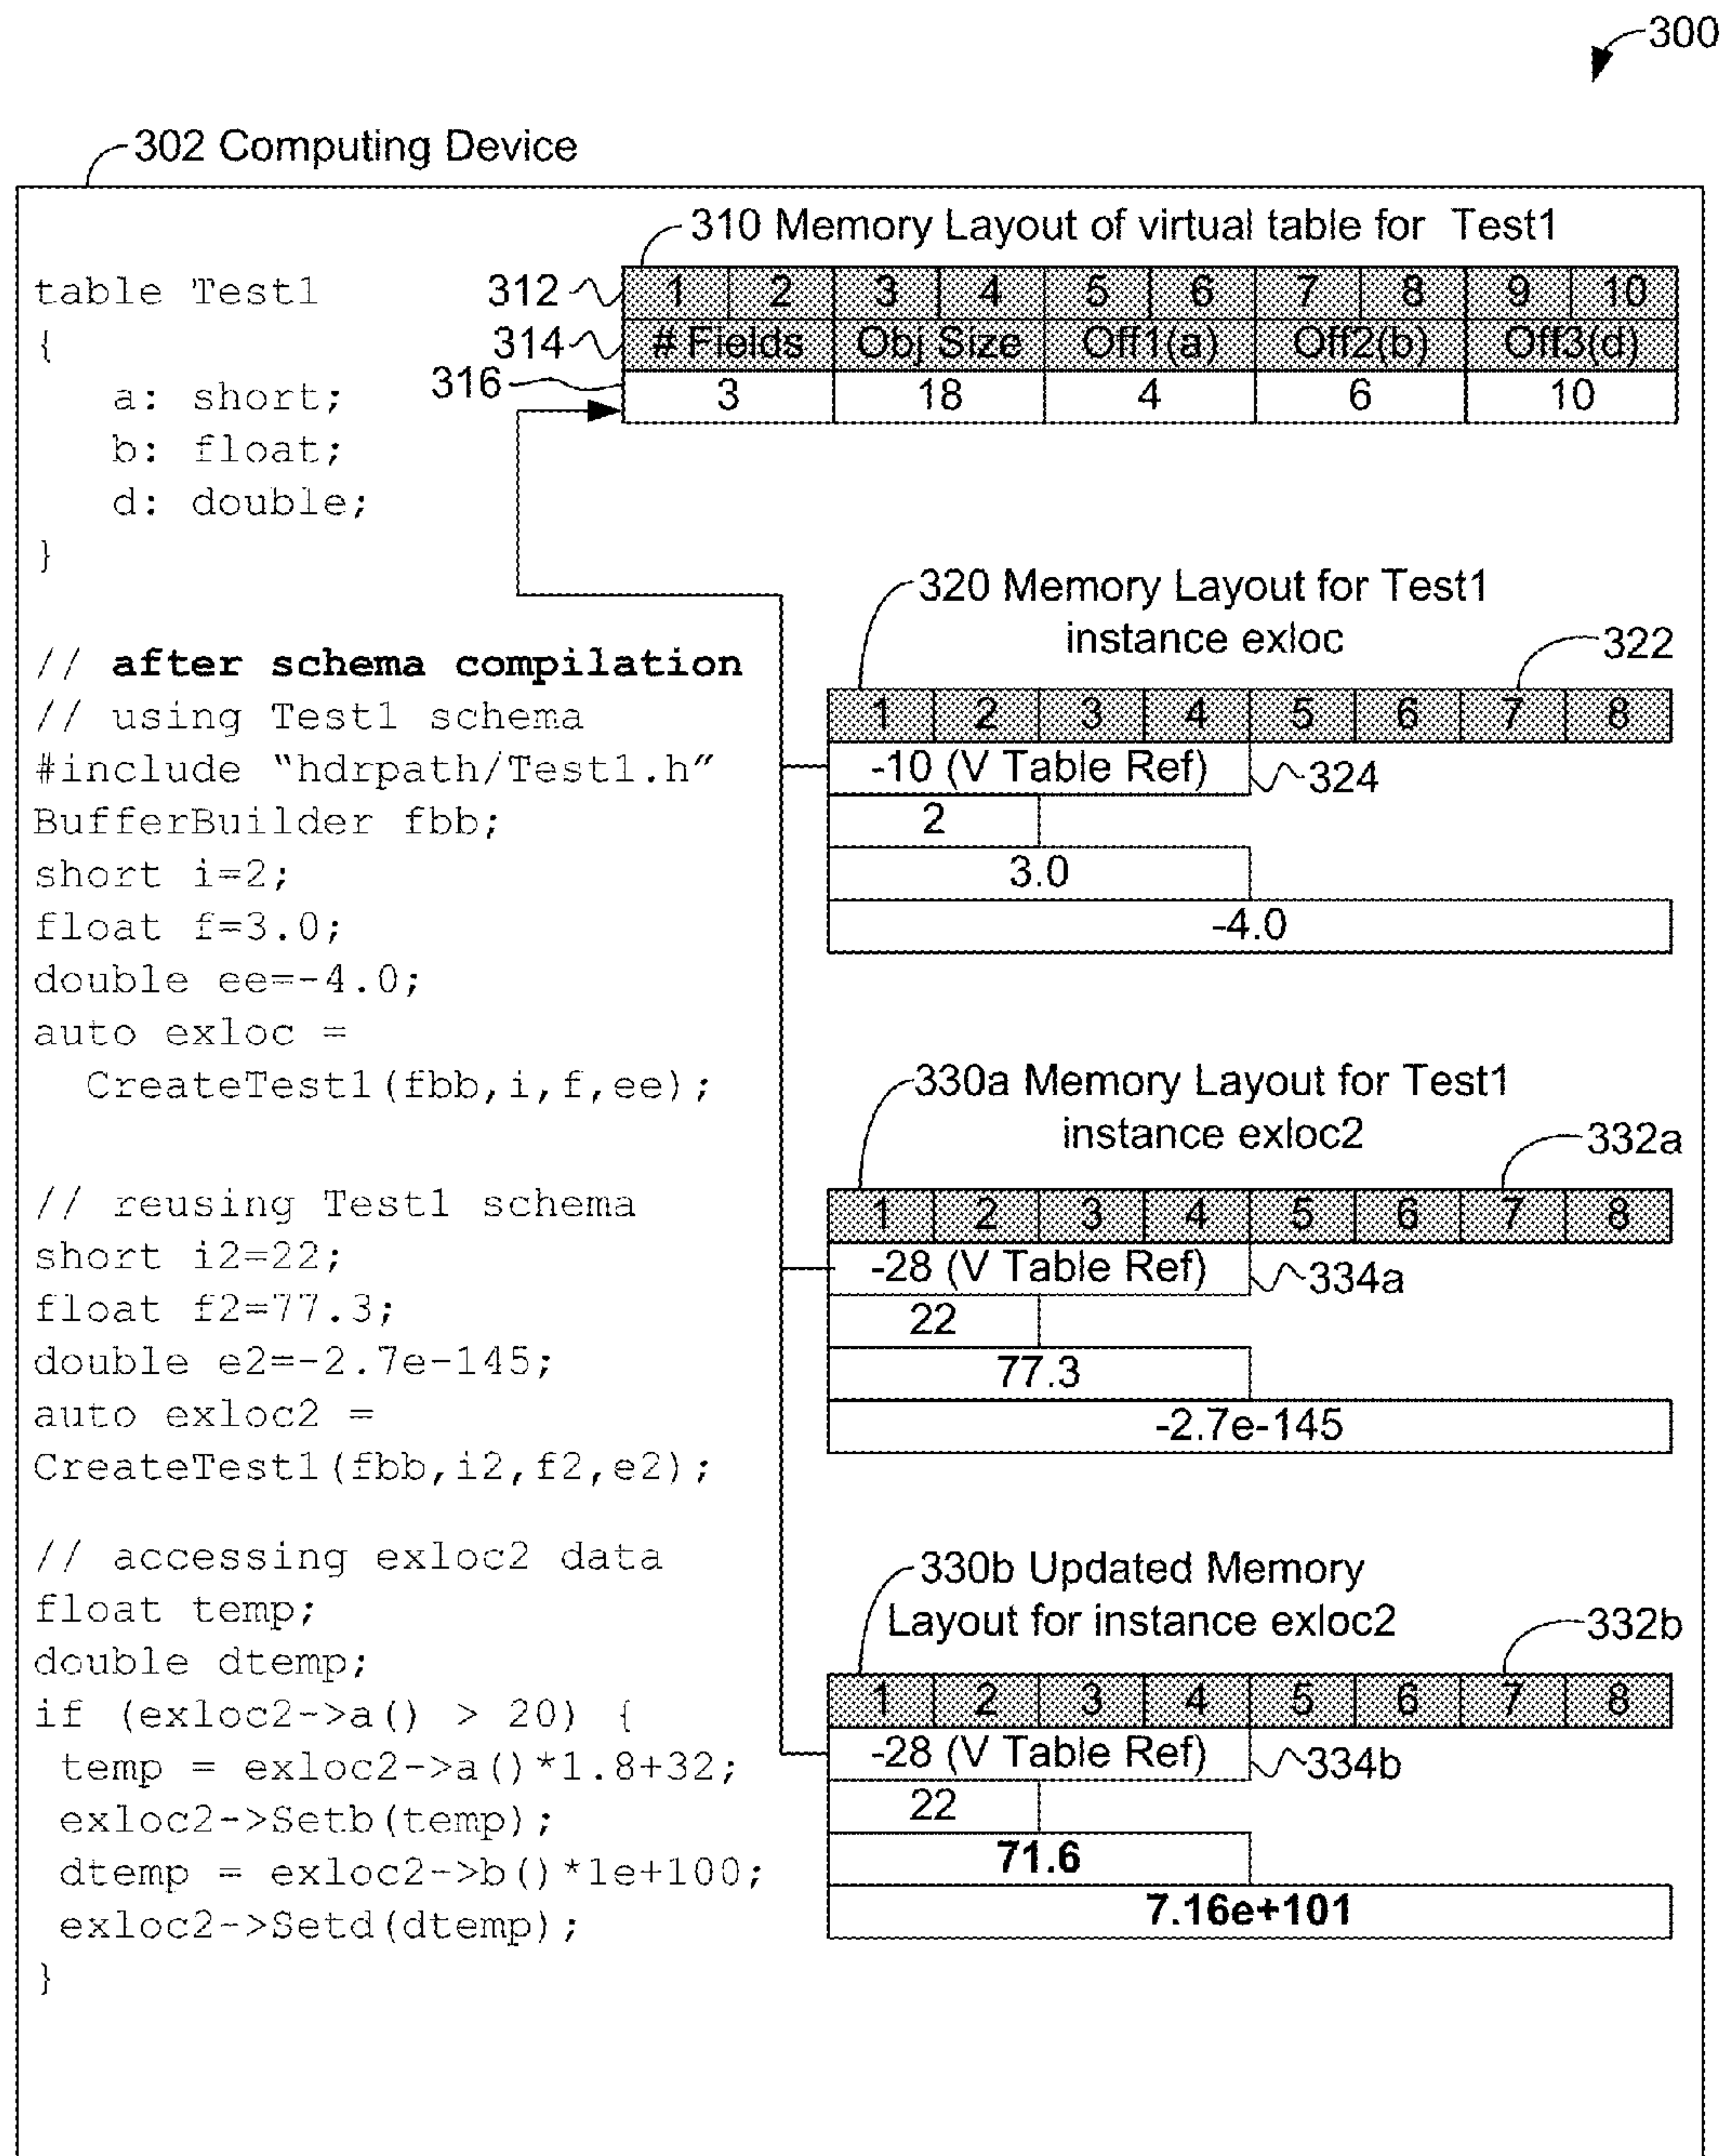 300
302 Computing Device
table Test1
{
a: short;
b: float;
d: double;
}
// after schema compilation
// using Test1 schema
#include “hdrpath/Test1.h”
BufferBuilder fbb;
short i=2;
float f=3.0;
double ee=-4.0;
auto exloc =
CreateTest1(fbb,i,f,ee);
// reusing Test1 schema
short i2=22;
float f2=77.3;
double e2=-2.7e-145;
auto exloc2 =
CreateTest1(fbb,i2,f2,e2);
// accessing exloc2 data
float temp;
double dtemp;
if (exloc2->a() > 20) {
temp = exloc2->a()*1.8+32;
exloc2->Setb(temp);
dtemp = exloc2->b()*1e+100;
exloc2->Setd(dtemp);
}
310 Memory Layout of virtual table for Test1
312 1 2 3 4 5 6 7 8 9 10
314 # Fields Obj Size Off1(a) Off2(b) Off3(d)
316 3 18 4 6 10
320 Memory Layout for Test1
instance exloc
322
1 2 3 4 5 6 7 8
-10 (V Table Ref) 324
2
3.0
-4.0
330a Memory Layout for Test1
instance exloc2
332a
1 2 3 4 5 6 7 8
-28 (V Table Ref) 334a
22
77.3
-2.7e-145
330b Updated Memory
Layout for instance exloc2
332b
1 2 3 4 5 6 7 8
-28 (V Table Ref) 334b
22
71.6
7.16e+101